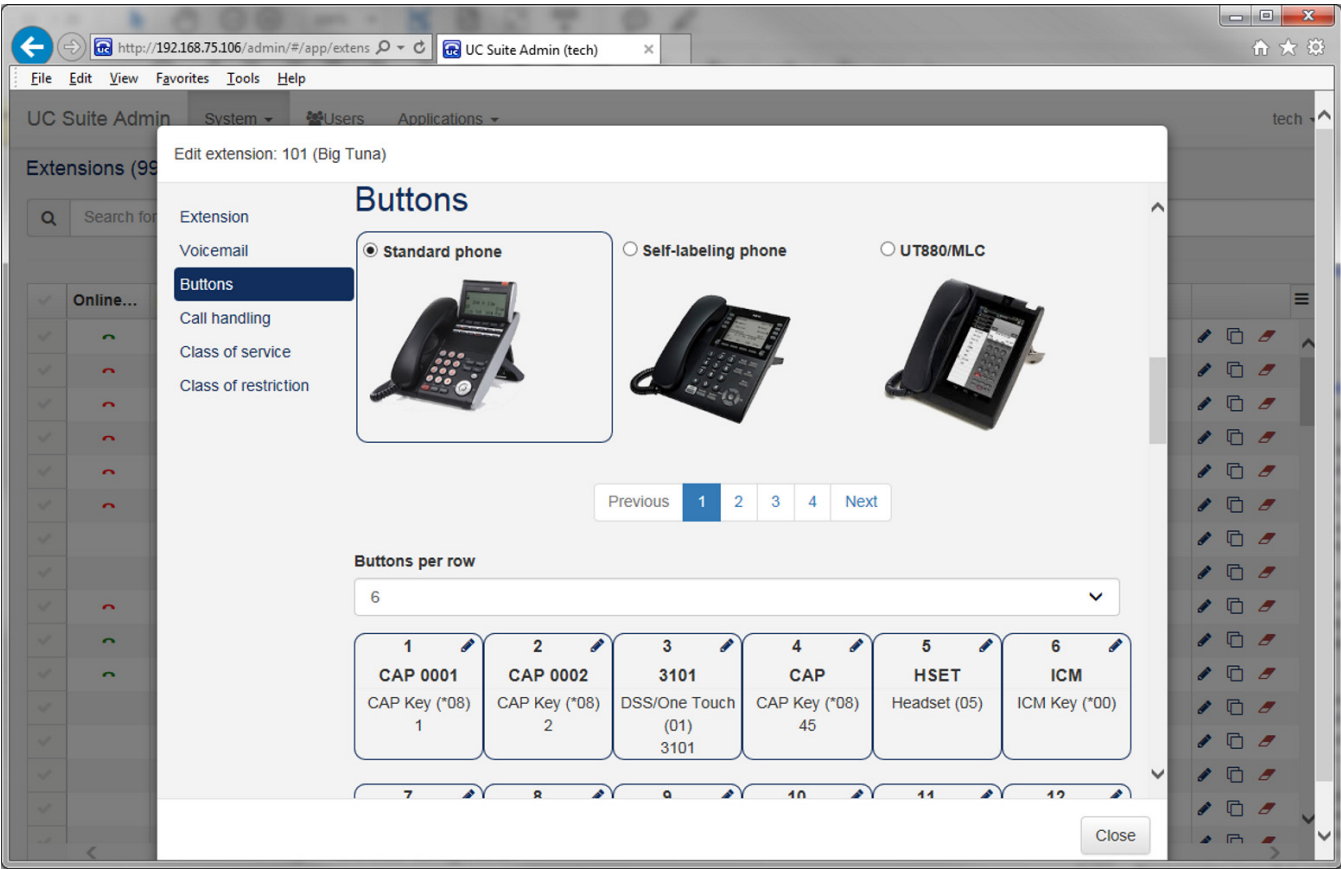 http://192.168.75.106/admin/#/app/extens
UC Suite Admin (tech)
File Edit View Favorites Tools Help
UC Suite Admin System Users Applications tech
Edit extension: 101 (Big Tuna)
Extensions (99
Search for
Online...
Extension
Voicemail
Buttons
Call handling
Class of service
Class of restriction
Buttons
Standard phone Self-labeling phone UT880/MLC
Previous 1 2 3 4 Next
Buttons per row
6
1 2 3 4 5 6
CAP 0001 CAP 0002 3101 CAP HSET ICM
CAP Key (*08) CAP Key (*08) DSS/One Touch CAP Key (*08) Headset (05) ICM Key (*00)
1 2 (01) 45
3101
7 8 9 10 11 12
Close